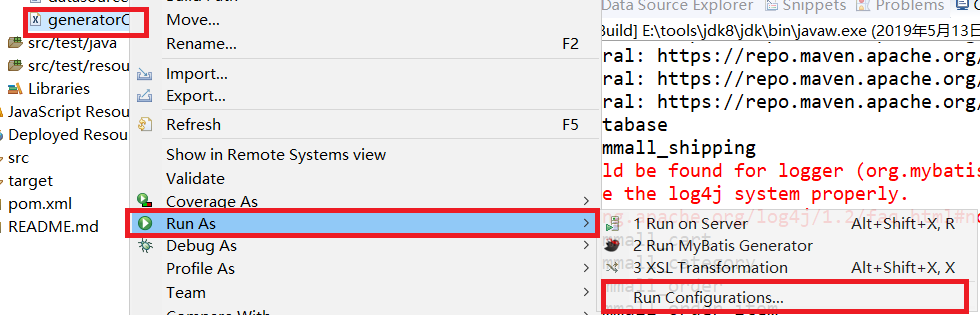 generatorC
src/test/java
src/test/resou
Libraries
JavaScript Resour
Deployed Resou
src
target
pom.xml
README.md
Move...
Rename... F2
Import...
Export...
Refresh F5
Show in Remote Systems view
Validate
Coverage As
Run As
Debug As
Profile As
Team
Compare With
Data Source Explorer Snippets Problems
Build] E:\tools\jdk8\jdk\bin\javaw.exe (2019年5月13日
ral: https://repo.maven.apache.org/
ral: https://repo.maven.apache.org/
ral: https://repo.maven.apache.org/
tabase
mmall_shipping
ld be found for logger (org.mybatis
e the log4j system properly.
1 Run on Server Alt+Shift+X, R
2 Run MyBatis Generator
3 XSL Transformation Alt+Shift+X, X
Run Configurations...